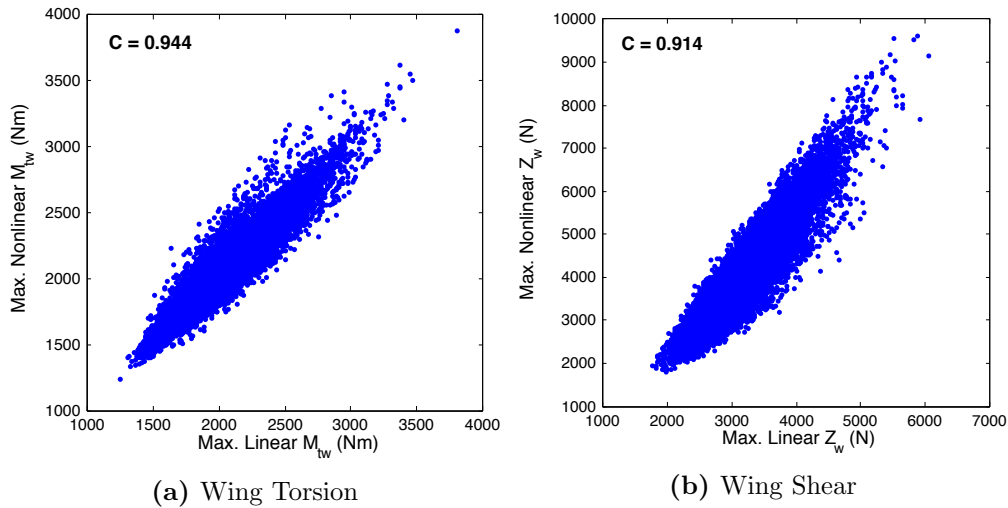 C = 0.944
Max. Nonlinear M_tw (Nm)
4000
3500
3000
2500
2000
1500
1000
1000 1500 2000 2500 3000 3500 4000
Max. Linear M_tw (Nm)
(a) Wing Torsion
C = 0.914
Max. Nonlinear Z_w (N)
10000
9000
8000
7000
6000
5000
4000
3000
2000
1000
1000 2000 3000 4000 5000 6000 7000
Max. Linear Z_w (N)
(b) Wing Shear